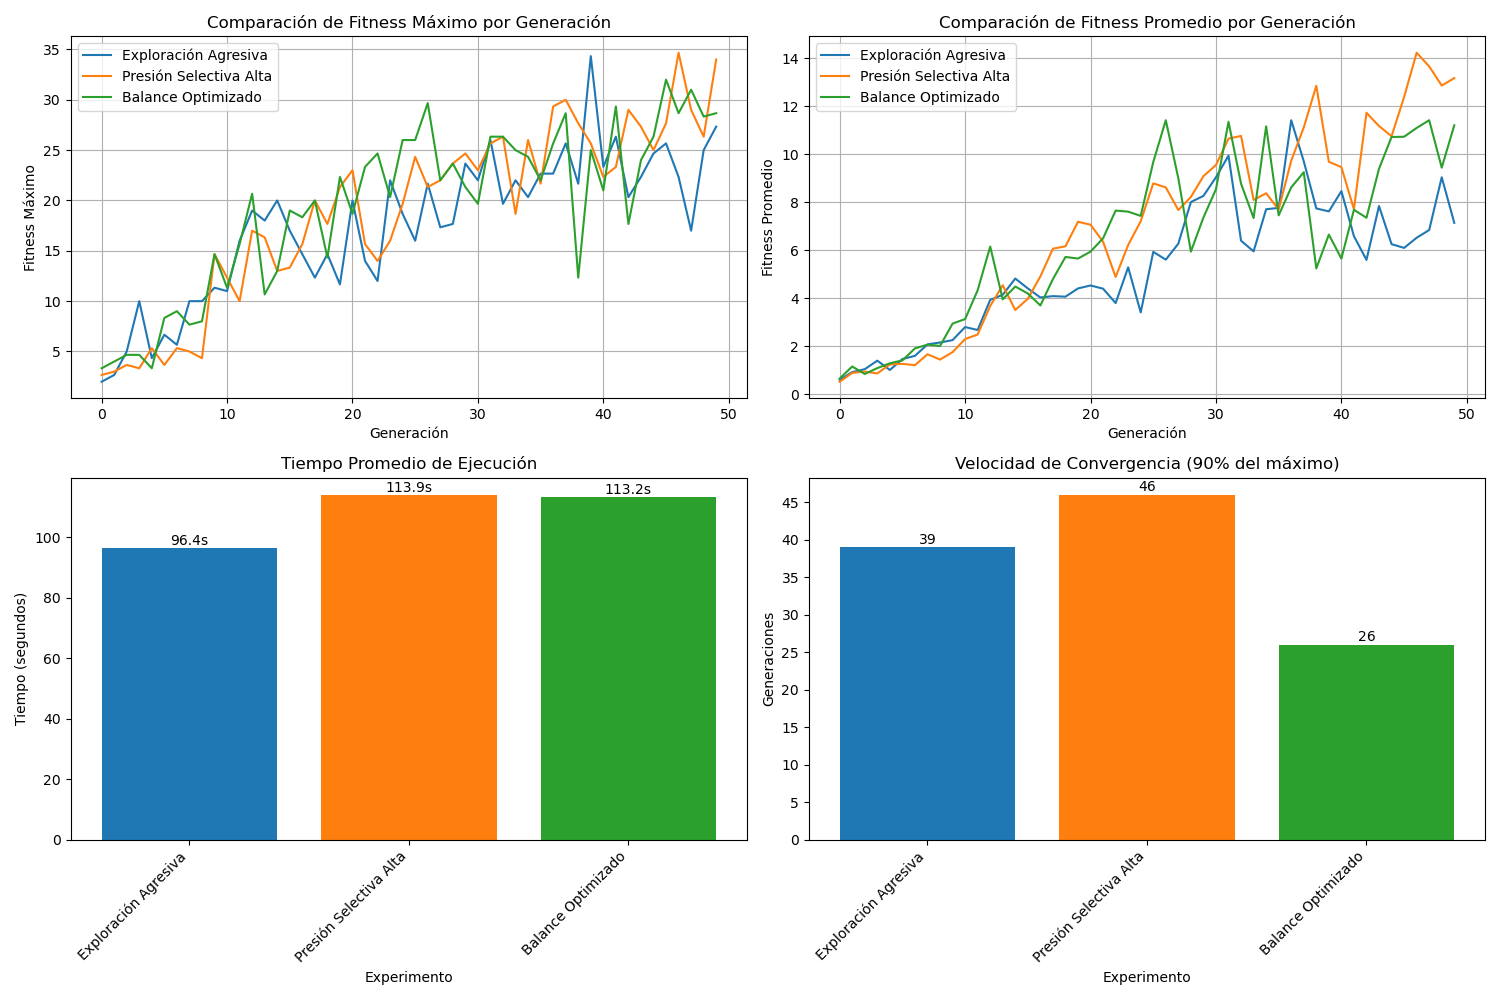 Comparación de Fitness Máximo por Generación
Exploración Agresiva
Presión Selectiva Alta
Balance Optimizado
Fitness Máximo
35
30
25
20
15
10
5
0
10
20
30
40
50
Generación
Comparación de Fitness Promedio por Generación
Exploración Agresiva
Presión Selectiva Alta
Balance Optimizado
Fitness Promedio
14
12
10
8
6
4
2
0
0
10
20
30
40
50
Generación
Tiempo Promedio de Ejecución
Tiempo (segundos)
100
80
60
40
20
0
96.4s
113.9s
113.2s
Exploración Agresiva
Presión Selectiva Alta
Balance Optimizado
Experimento
Velocidad de Convergencia (90% del máximo)
Generaciones
45
40
35
30
25
20
15
10
5
0
39
46
26
Exploración Agresiva
Presión Selectiva Alta
Balance Optimizado
Experimento